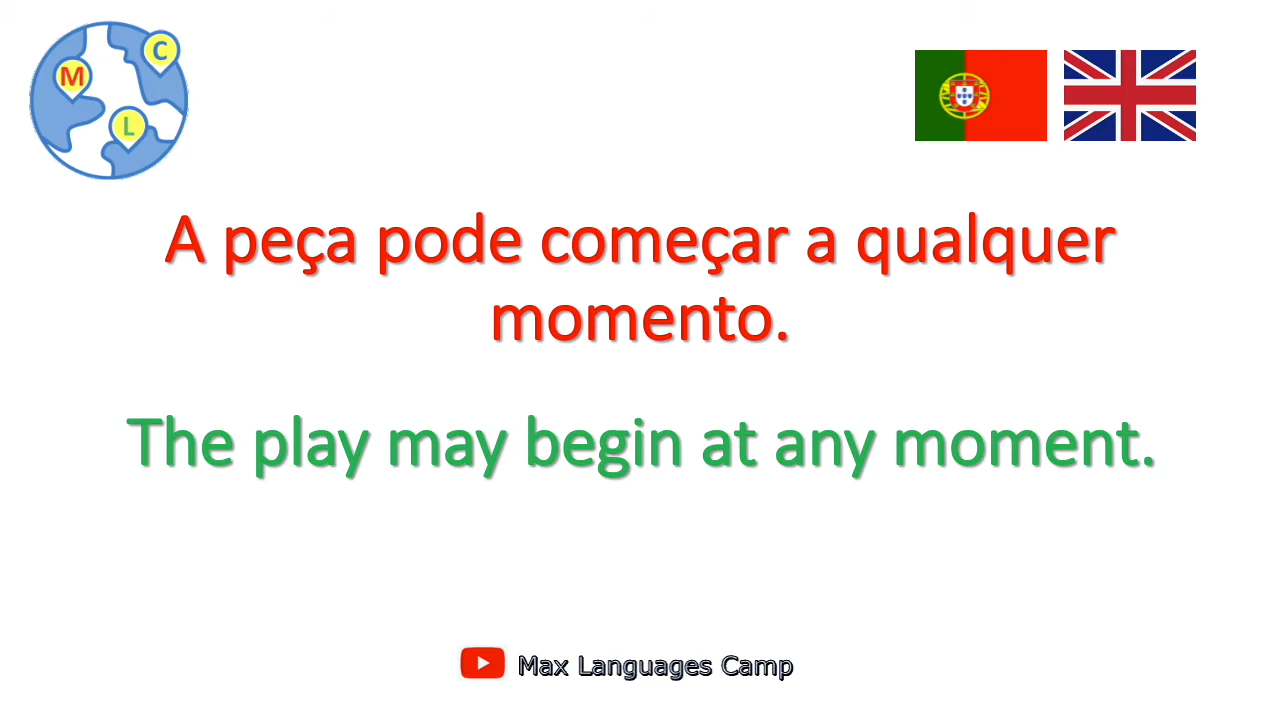 C
M
L
A peça pode começar a qualquer
momento.
The play may begin at any moment.
Max Languages Camp